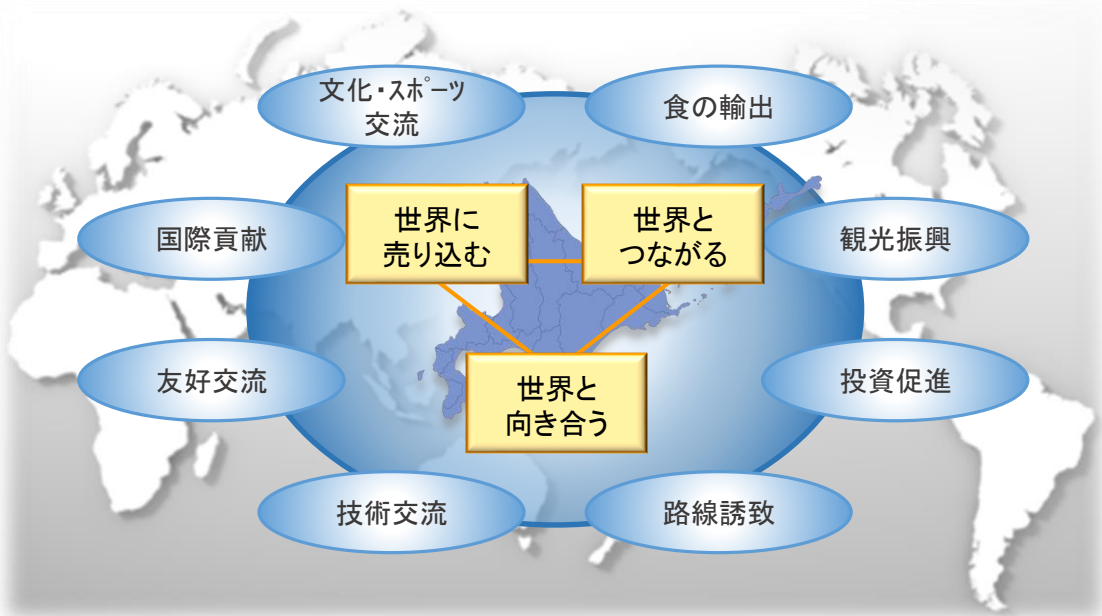 文化・ｽﾎﾟｰﾂ
交流
食の輸出
世界に
売り込む
世界と
つながる
国際貢献
観光振興
友好交流
世界と
向き合う
投資促進
技術交流
路線誘致